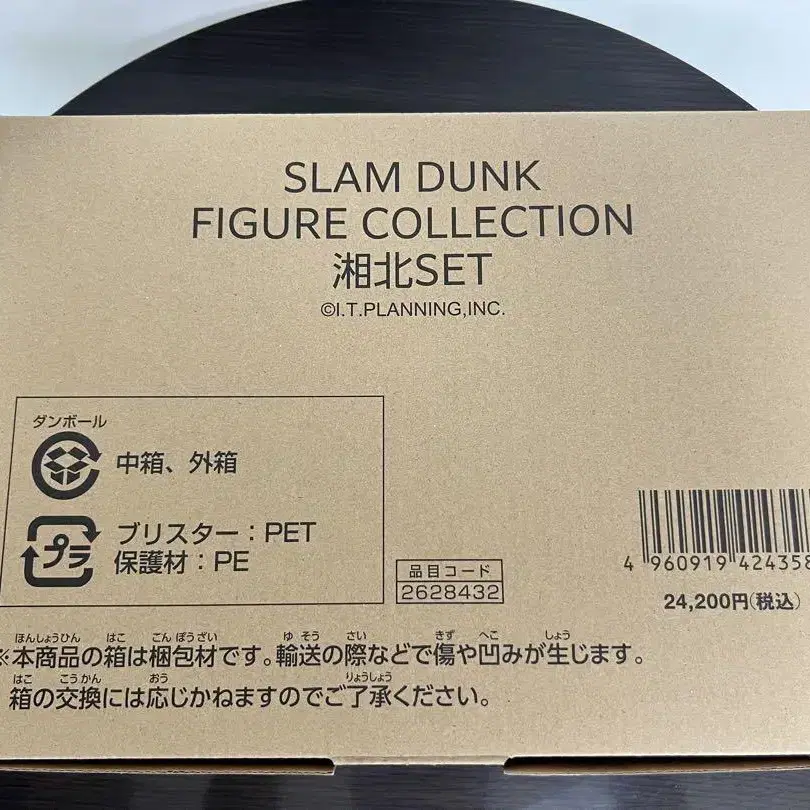 SLAM DUNK
FIGURE COLLECTION
湘北SET
©I.T.PLANNING,INC.
ダンボール
中箱、外箱
プラ
ブリスター：PET
保護材：PE
品目コード
2628432
4 960919 424358
24,200円(税込)
ほんしょうひん はこ こん ぽう ざい ゆ そう さい きず へこ しょう
※本商品の箱は梱包材です。輸送の際などで傷や凹みが生じます。
はこ こう かん おう りょうしょう
箱の交換には応じかねますのでご了承ください。